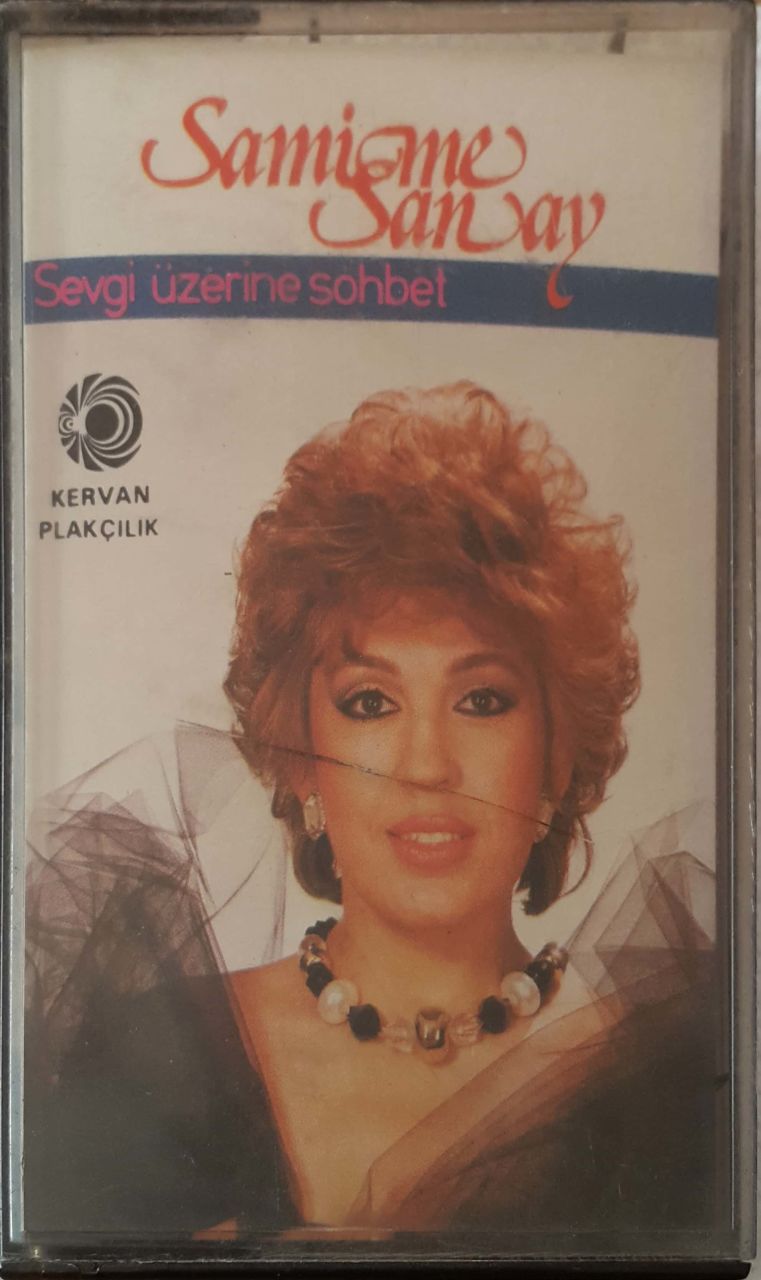 Samime
Sanay
Sevgi üzerine sohbet
KERVAN
PLAKÇILIK